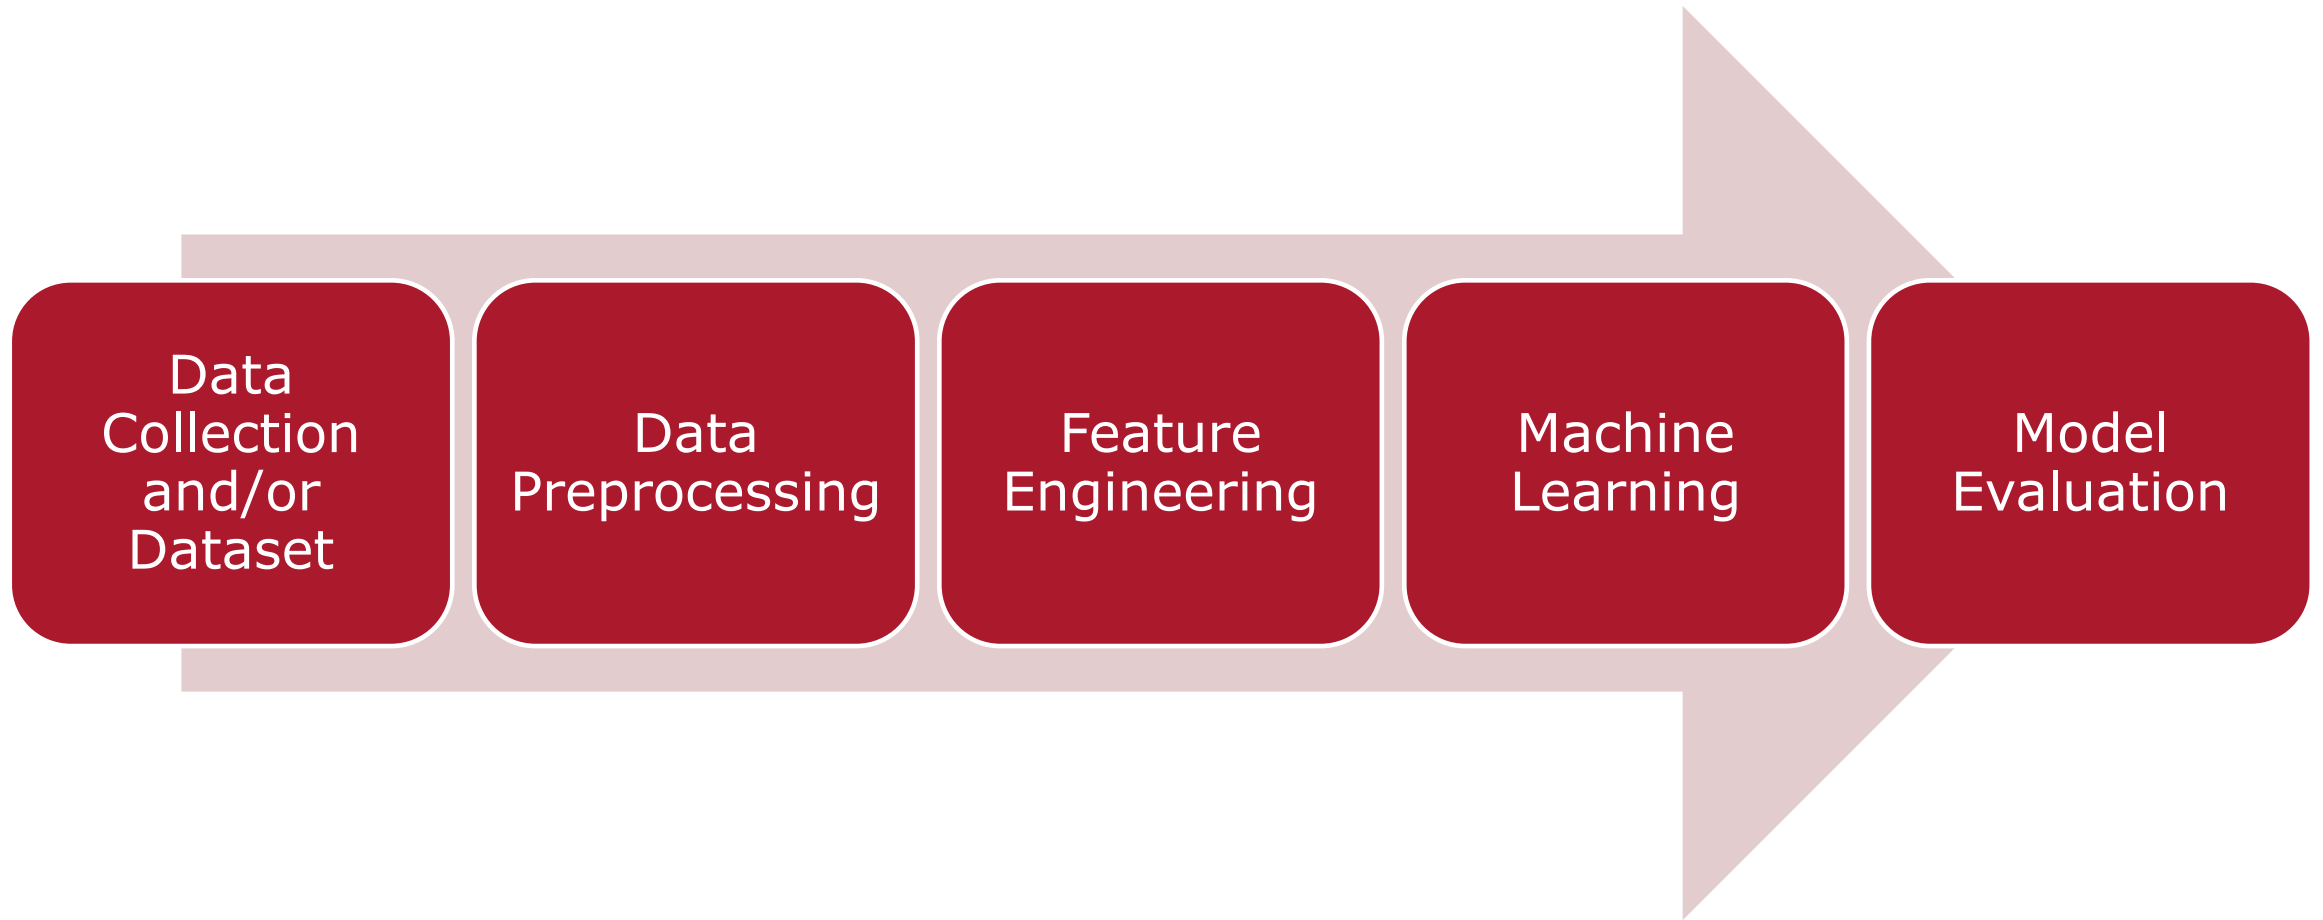 Data
Collection
and/or
Dataset
Data
Preprocessing
Feature
Engineering
Machine
Learning
Model
Evaluation